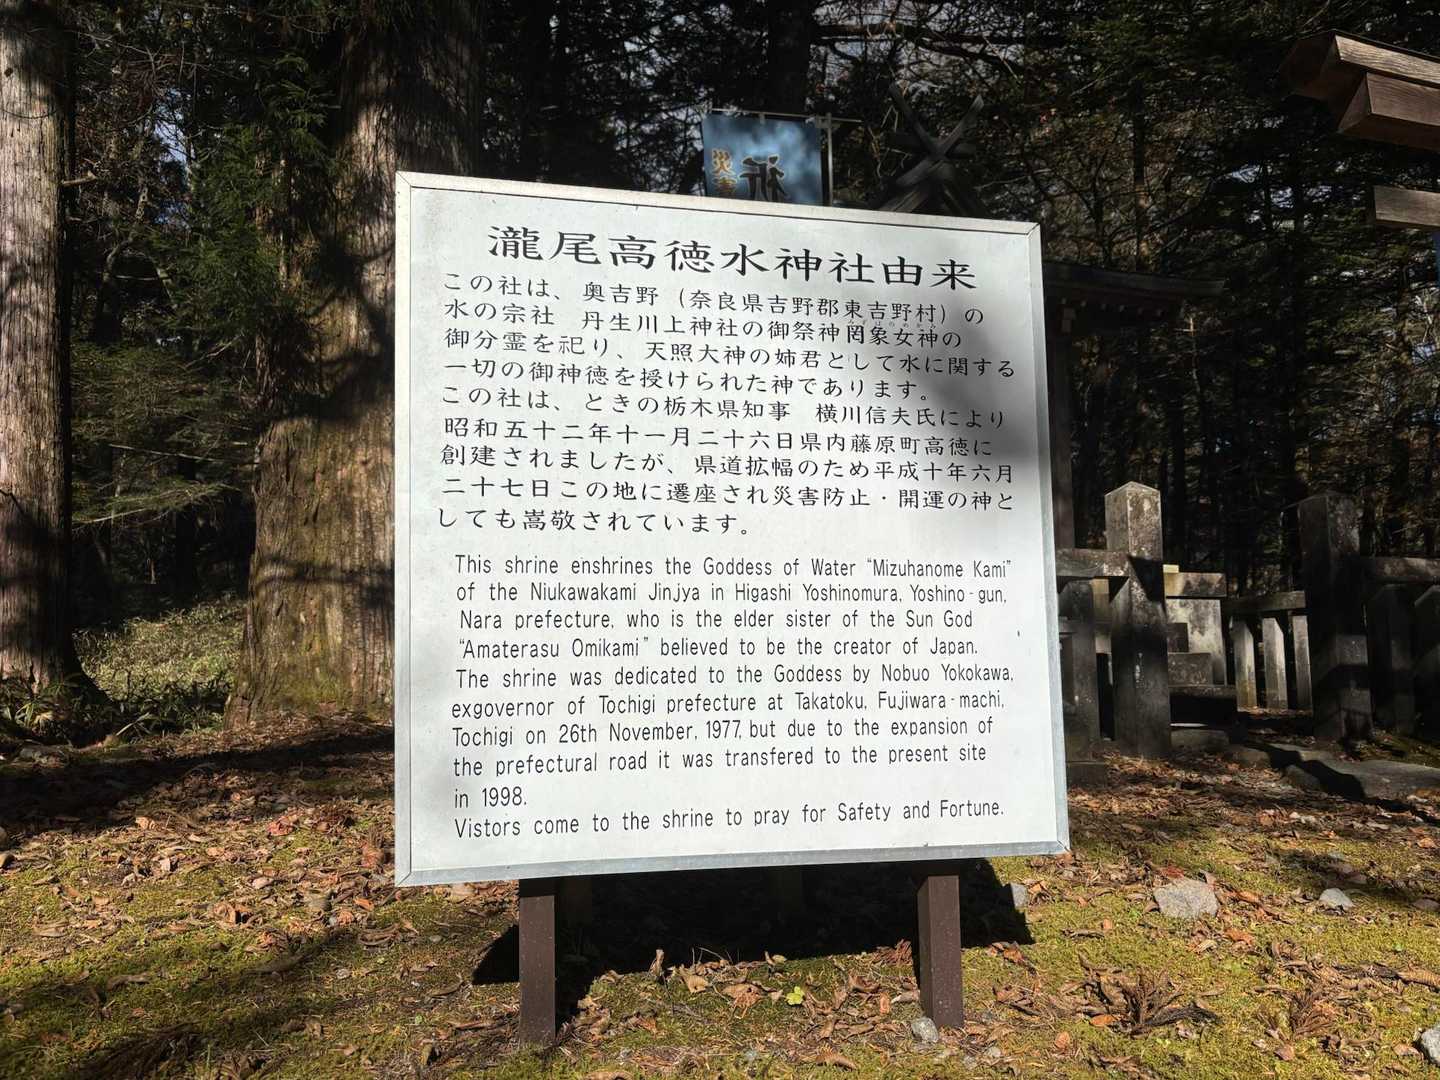 災害
瀧尾高徳水神社由来
この社は、奥吉野（奈良県吉野郡東吉野村）の
水の宗社　丹生川上神社の御祭神罔象女神の
御分霊を祀り、天照大神の姉君として水に関する
一切の御神徳を授けられた神であります。
この社は、ときの栃木県知事　横川信夫氏により
昭和五十二年十一月二十六日県内藤原町高徳に
創建されましたが、県道拡幅のため平成十年六月
二十七日この地に遷座され災害防止・開運の神と
しても嵩敬されています。
This shrine enshrines the Goddess of Water “Mizuhanome Kami”
of the Niukawakami Jinjya in Higashi Yoshinomura, Yoshino-gun,
Nara prefecture, who is the elder sister of the Sun God
“Amaterasu Omikami” believed to be the creator of Japan.
The shrine was dedicated to the Goddess by Nobuo Yokokawa,
exgovernor of Tochigi prefecture at Takatoku, Fujiwara-machi,
Tochigi on 26th November, 1977, but due to the expansion of
the prefectural road it was transfered to the present site
in 1998.
Vistors come to the shrine to pray for Safety and Fortune.